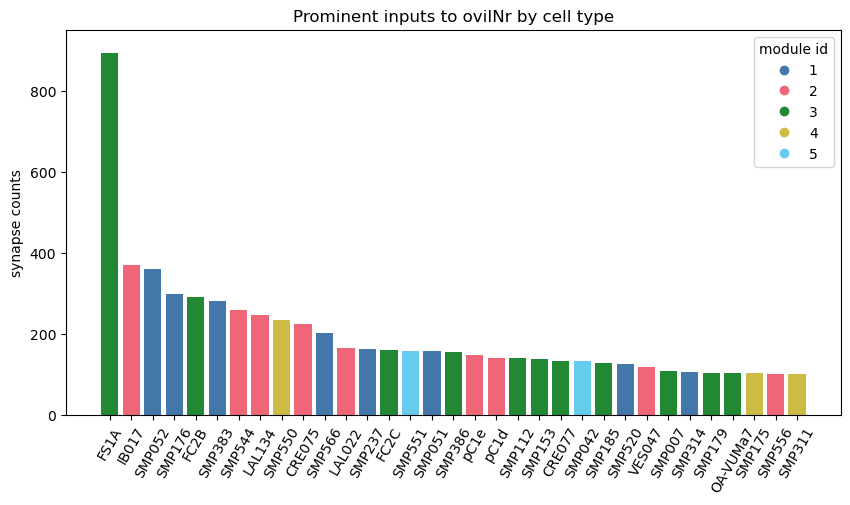 Prominent inputs to oviINr by cell type
module id
1
2
3
4
5
synapse counts
800
600
400
200
0
FS1A
IB017
SMP052
SMP176
FC2B
SMP383
SMP544
LAL134
SMP550
CRE075
SMP566
LAL022
SMP237
FC2C
SMP551
SMP051
SMP386
pC1e
pC1d
SMP112
SMP153
CRE077
SMP042
SMP185
SMP520
VES047
SMP007
SMP314
SMP179
OA-VUMa7
SMP175
SMP556
SMP311